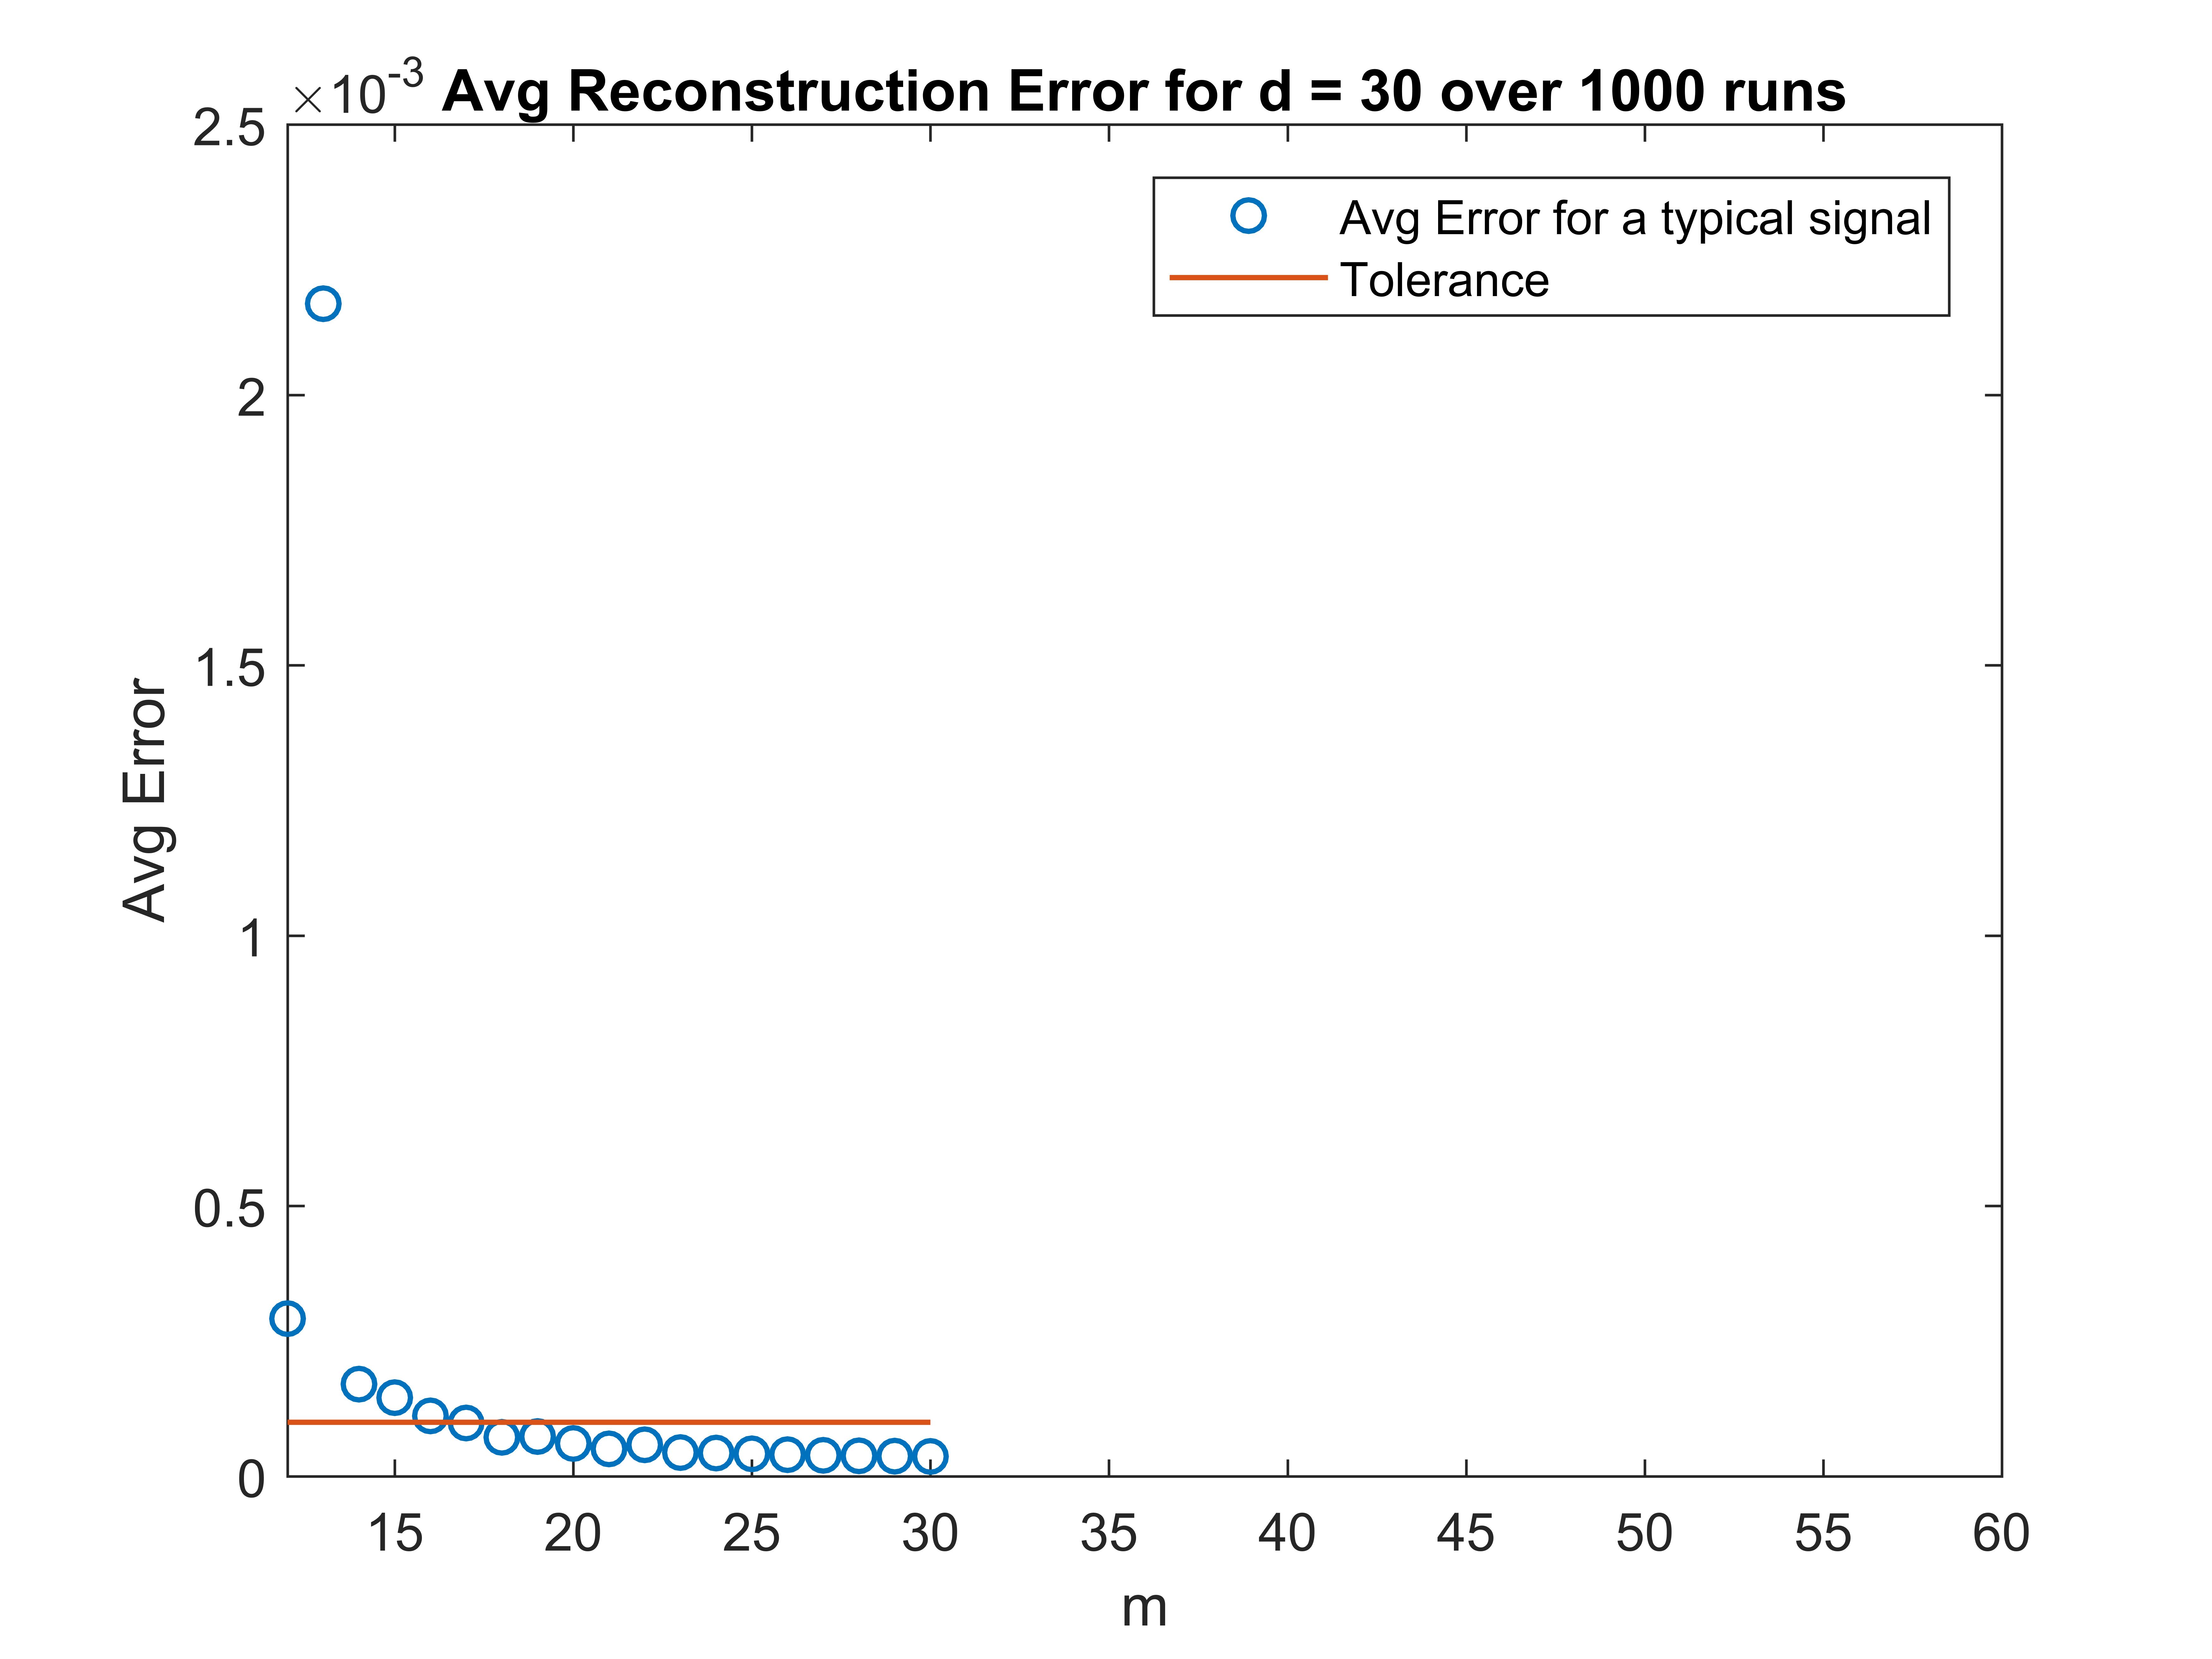 ×10-3 Avg Reconstruction Error for d = 30 over 1000 runs
2.5
Avg Error for a typical signal
Tolerance
2
1.5
Avg Error
1
0.5
0
15 20 25 30 35 40 45 50 55 60
m